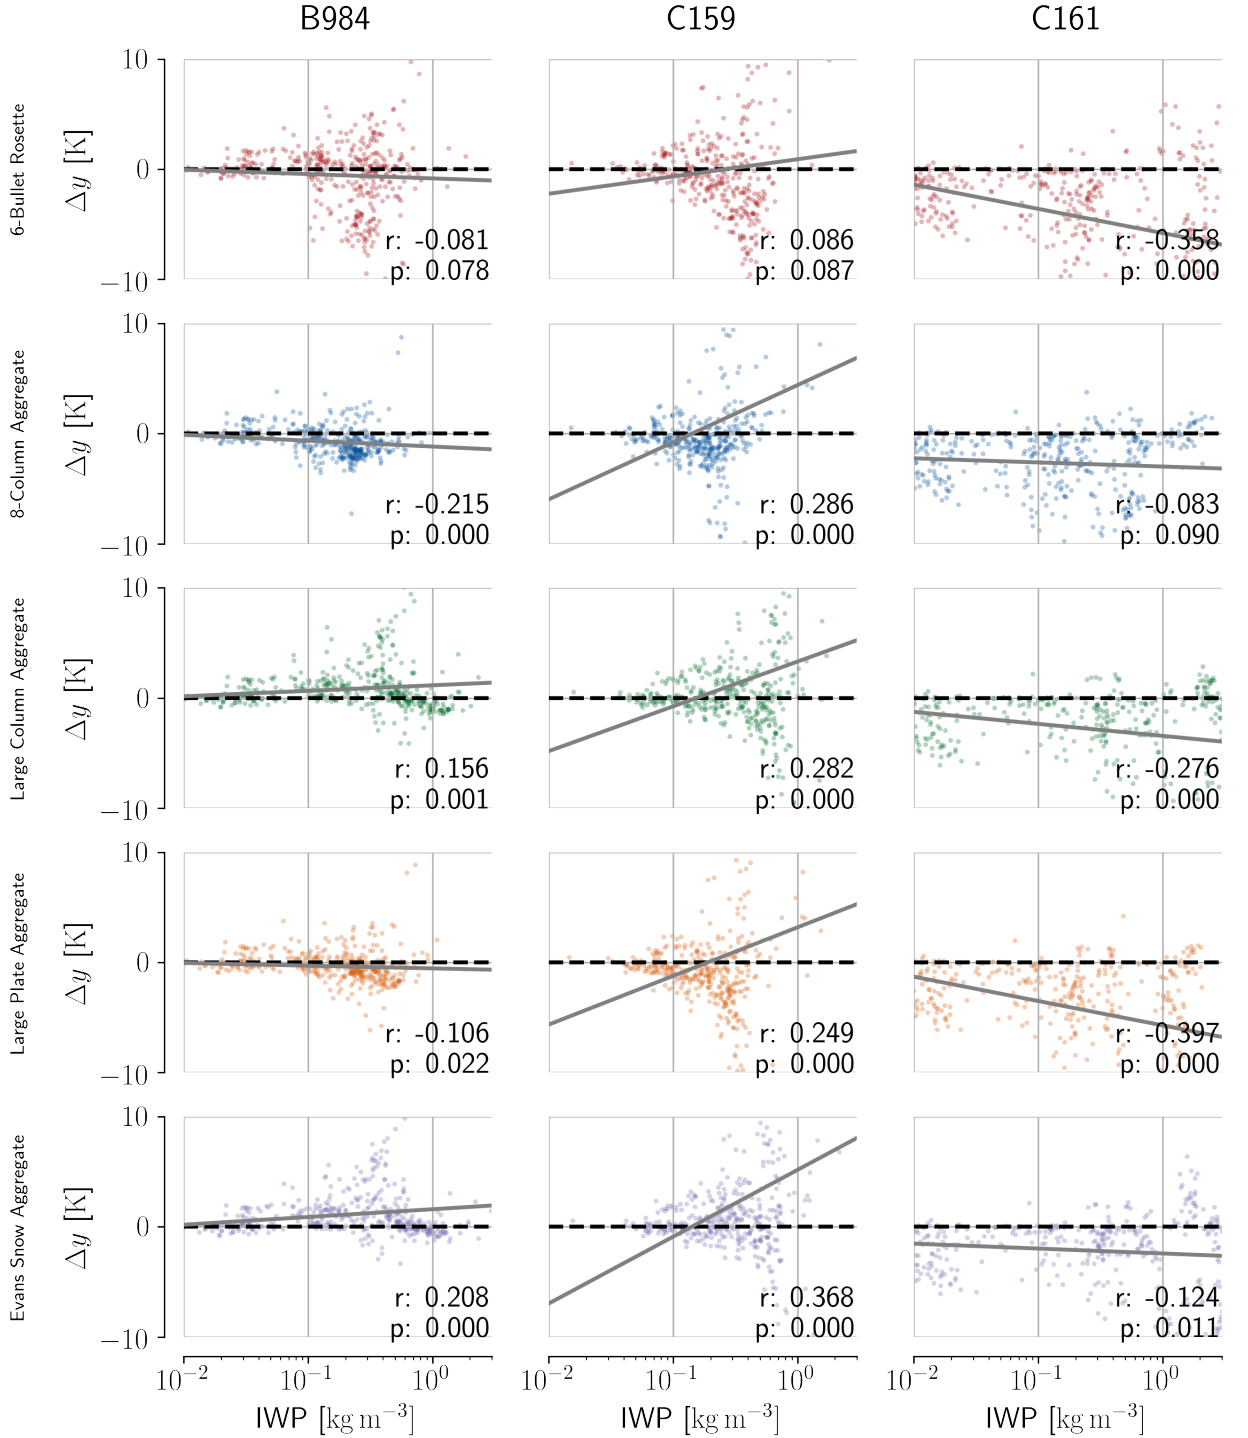 B984 C159 C161
6-Bullet Rosette
Δy [K]
10
0
−10
r: -0.081
p: 0.078
r: 0.086
p: 0.087
r: -0.358
p: 0.000
8-Column Aggregate
Δy [K]
10
0
−10
r: -0.215
p: 0.000
r: 0.286
p: 0.000
r: -0.083
p: 0.090
Large Column Aggregate
Δy [K]
10
0
−10
r: 0.156
p: 0.001
r: 0.282
p: 0.000
r: -0.276
p: 0.000
Large Plate Aggregate
Δy [K]
10
0
−10
r: -0.106
p: 0.022
r: 0.249
p: 0.000
r: -0.397
p: 0.000
Evans Snow Aggregate
Δy [K]
10
0
−10
r: 0.208
p: 0.000
r: 0.368
p: 0.000
r: -0.124
p: 0.011
10⁻² 10⁻¹ 10⁰ 10⁻² 10⁻¹ 10⁰ 10⁻² 10⁻¹ 10⁰
IWP [kg m⁻³] IWP [kg m⁻³] IWP [kg m⁻³]